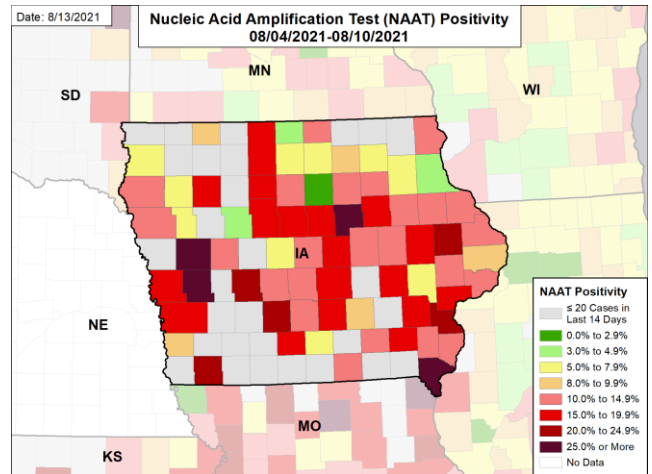 Date: 8/13/2021
Nucleic Acid Amplification Test (NAAT) Positivity
08/04/2021-08/10/2021
MN
SD
WI
IA
NE
MO
KS
NAAT Positivity
≤ 20 Cases in
Last 14 Days
0.0% to 2.9%
3.0% to 4.9%
5.0% to 7.9%
8.0% to 9.9%
10.0% to 14.9%
15.0% to 19.9%
20.0% to 24.9%
25.0% or More
No Data